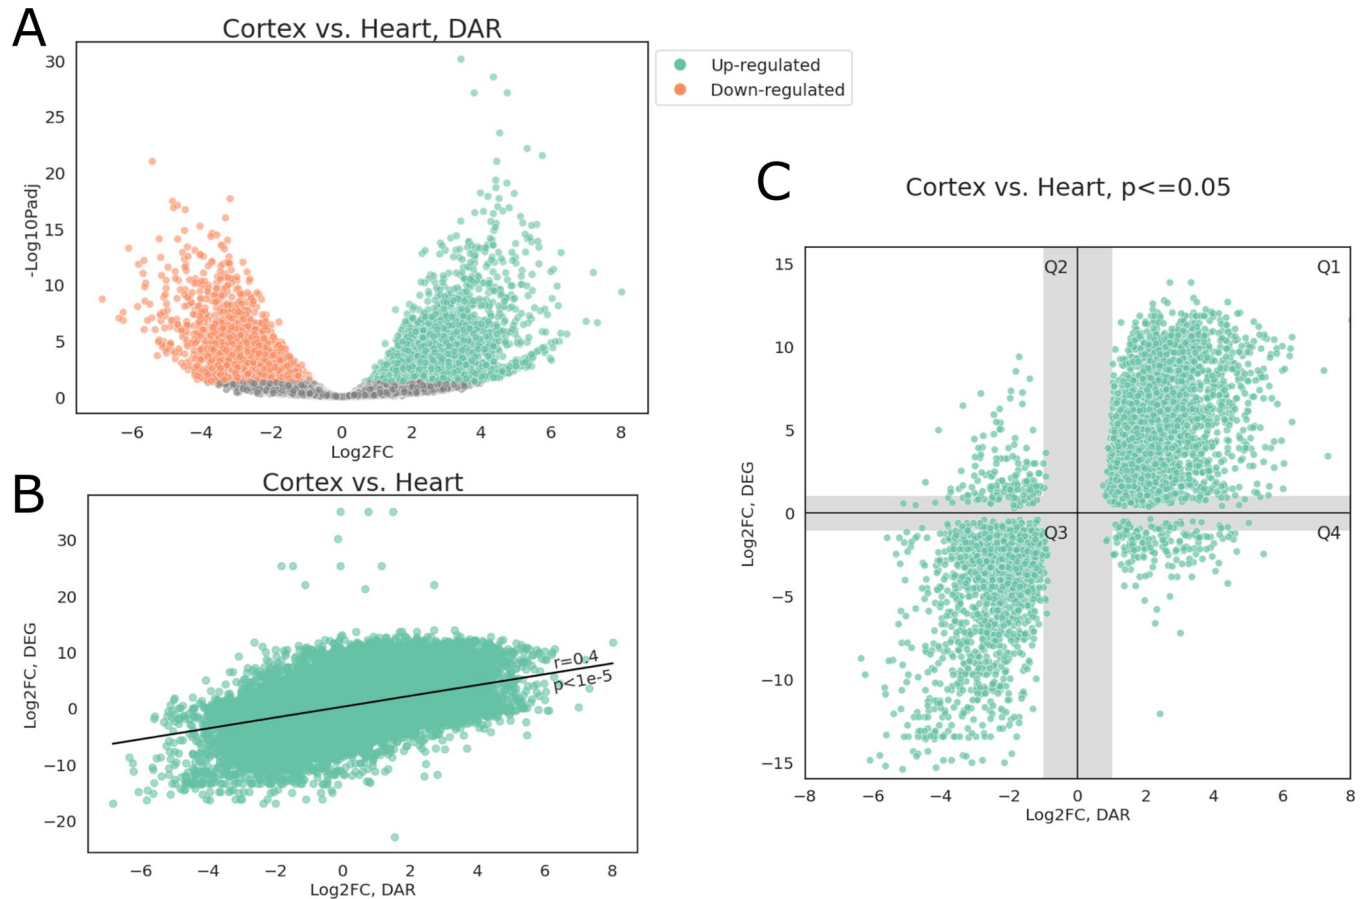 A
Cortex vs. Heart, DAR
30
25
20
15
10
5
0
-Log10Padj
−6 −4 −2 0 2 4 6 8
Log2FC
Up-regulated
Down-regulated
B
Cortex vs. Heart
30
20
10
0
−10
−20
Log2FC, DEG
r=0.4
p<1e-5
−6 −4 −2 0 2 4 6 8
Log2FC, DAR
C
Cortex vs. Heart, p<=0.05
15
10
5
0
−5
−10
−15
Log2FC, DEG
Q2 Q1
Q3 Q4
−8 −6 −4 −2 0 2 4 6 8
Log2FC, DAR